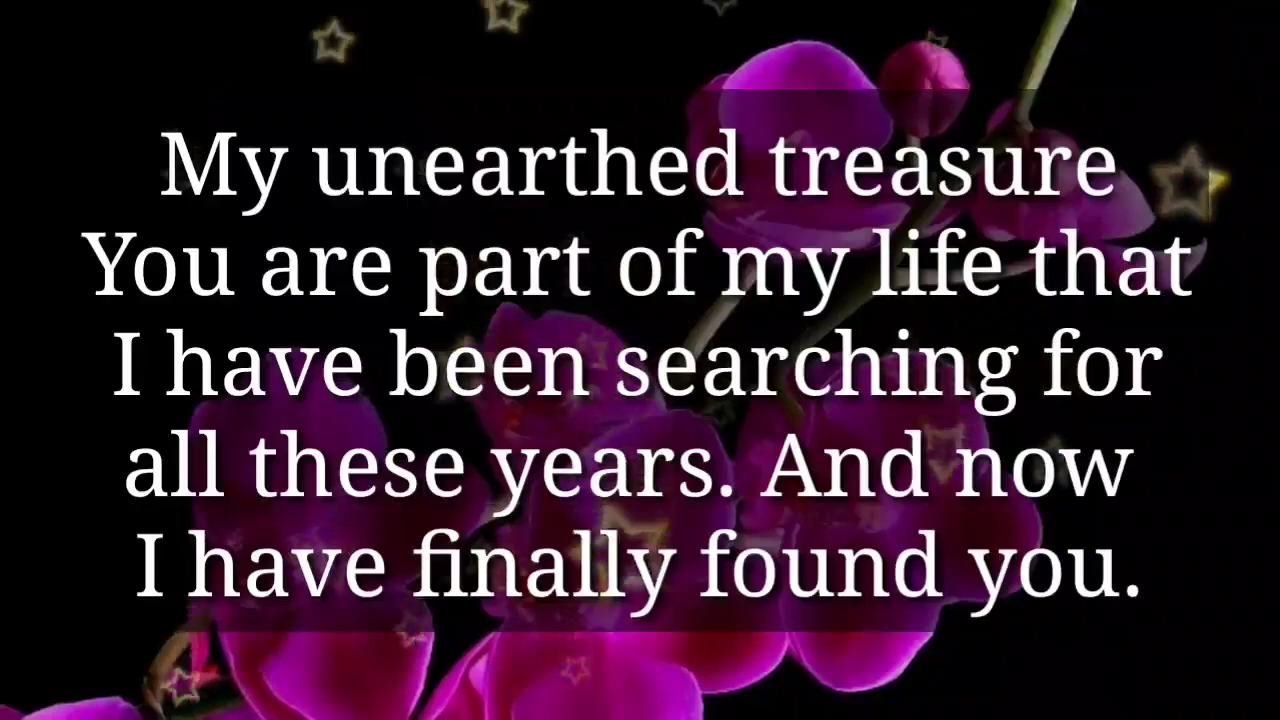 My unearthed treasure
You are part of my life that
I have been searching for
all these years. And now
I have finally found you.